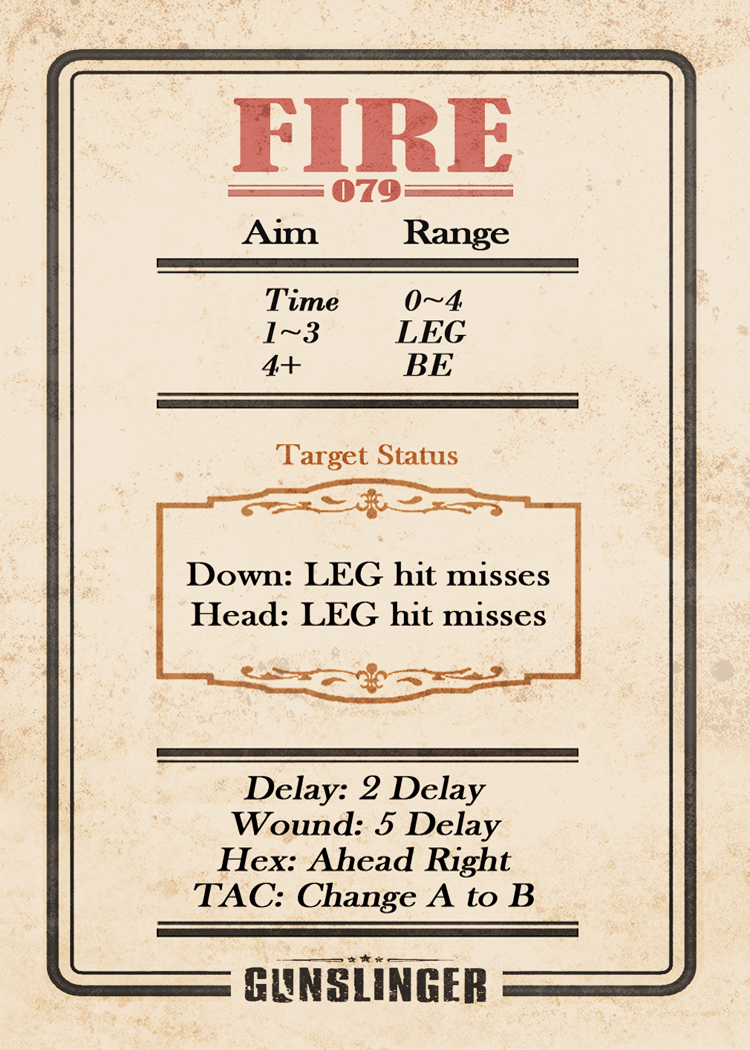 FIRE
079
Aim Range
Time 0~4
1~3 LEG
4+ BE
Target Status
Down: LEG hit misses
Head: LEG hit misses
Delay: 2 Delay
Wound: 5 Delay
Hex: Ahead Right
TAC: Change A to B
GUNSLINGER